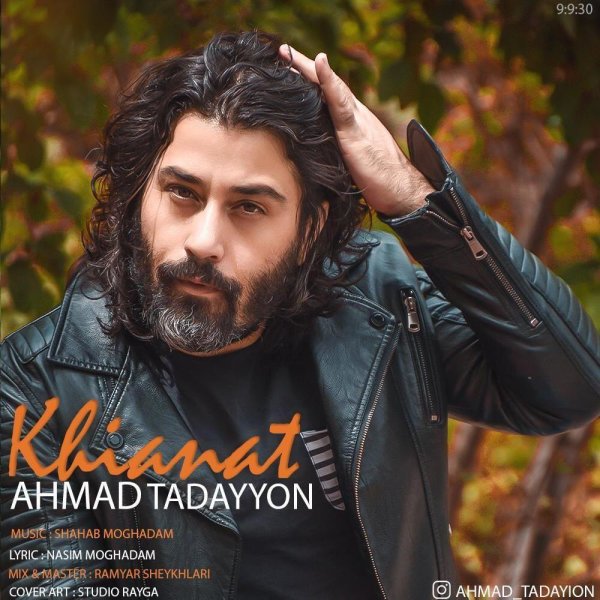 9:9:30
Khianat
AHMAD TADAYYON
MUSIC : SHAHAB MOGHADAM
LYRIC : NASIM MOGHADAM
MIX & MASTER : RAMYAR SHEYKHLARI
COVER ART : STUDIO RAYGA
AHMAD_TADAYION